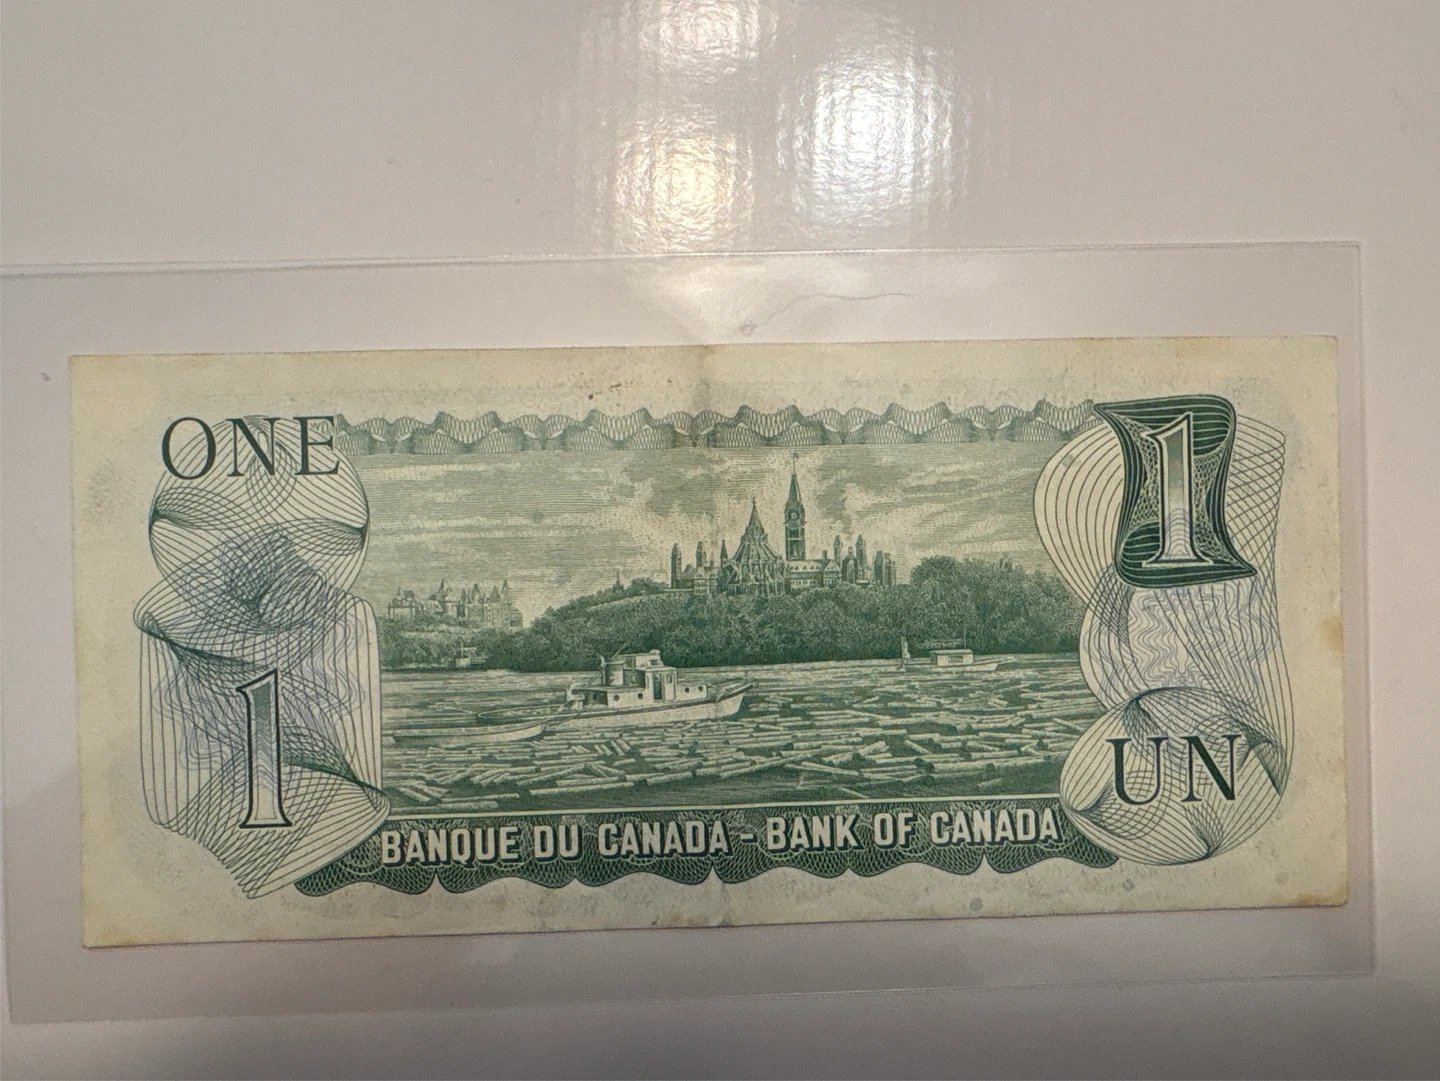 ONE
1
1
UN
BANQUE DU CANADA - BANK OF CANADA